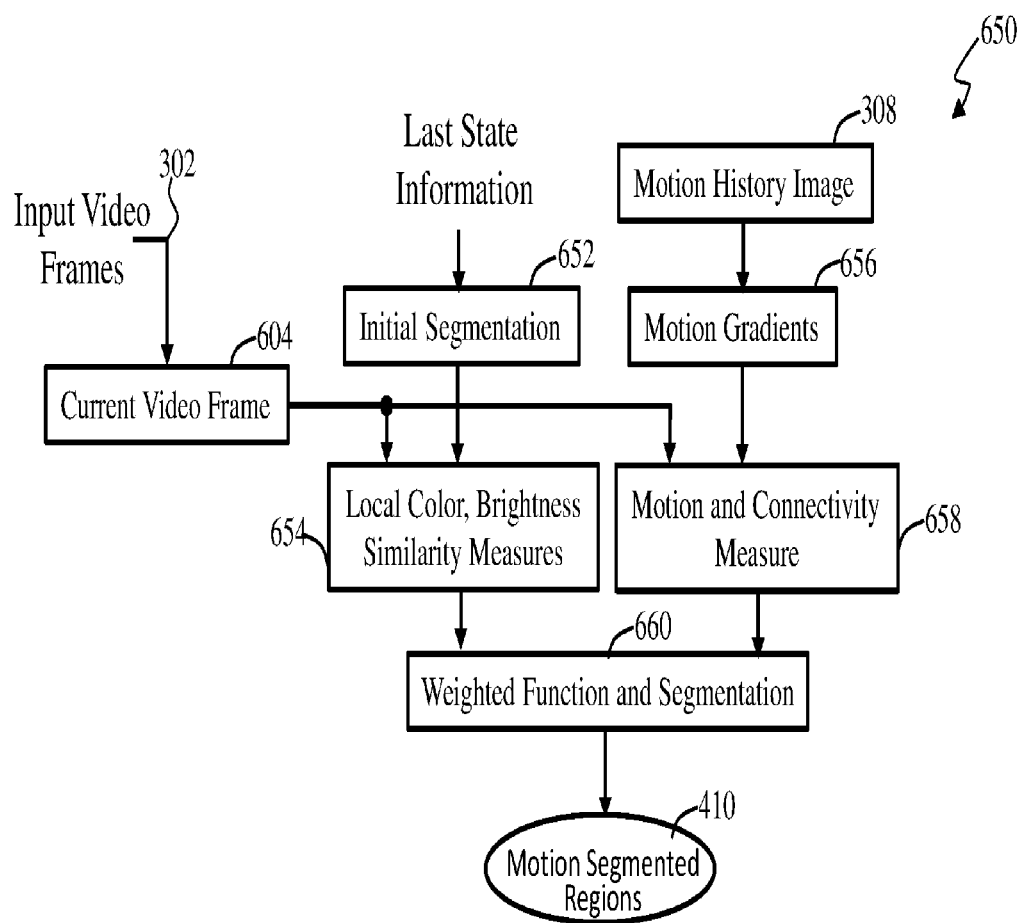 650
Last State
Information
308
Motion History Image
302
Input Video
Frames
652
Initial Segmentation
656
Motion Gradients
604
Current Video Frame
654
Local Color, Brightness
Similarity Measures
Motion and Connectivity
Measure
658
660
Weighted Function and Segmentation
410
Motion Segmented
Regions